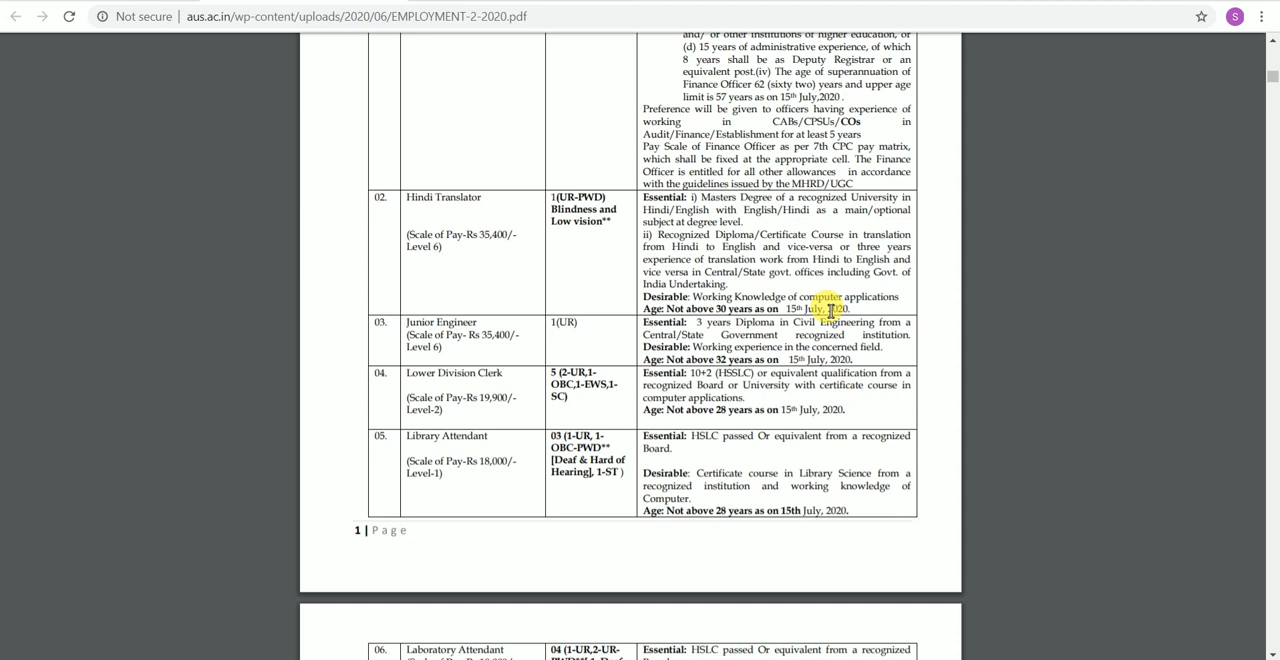 Not secure | aus.ac.in/wp-content/uploads/2020/06/EMPLOYMENT-2-2020.pdf
S
and/ or other institutions of higher education, or
(d) 15 years of administrative experience, of which
8 years shall be as Deputy Registrar or an
equivalent post.(iv) The age of superannuation of
Finance Officer 62 (sixty two) years and upper age
limit is 57 years as on 15th July,2020 .
Preference will be given to officers having experience of
working in CABs/CPSUs/COs in
Audit/Finance/Establishment for at least 5 years
Pay Scale of Finance Officer as per 7th CPC pay matrix,
which shall be fixed at the appropriate cell. The Finance
Officer is entitled for all other allowances in accordance
with the guidelines issued by the MHRD/UGC
02.
Hindi Translator
(Scale of Pay-Rs 35,400/-
Level 6)
1(UR-PWD)
Blindness and
Low vision**
Essential: i) Masters Degree of a recognized University in
Hindi/English with English/Hindi as a main/optional
subject at degree level.
ii) Recognized Diploma/Certificate Course in translation
from Hindi to English and vice-versa or three years
experience of translation work from Hindi to English and
vice versa in Central/State govt. offices including Govt. of
India Undertaking.
Desirable: Working Knowledge of computer applications
Age: Not above 30 years as on 15th July, 2020.
03.
Junior Engineer
(Scale of Pay- Rs 35,400/-
Level 6)
1(UR)
Essential: 3 years Diploma in Civil Engineering from a
Central/State Government recognized institution.
Desirable: Working experience in the concerned field.
Age: Not above 32 years as on 15th July, 2020.
04.
Lower Division Clerk
(Scale of Pay-Rs 19,900/-
Level-2)
5 (2-UR,1-
OBC,1-EWS,1-
SC)
Essential: 10+2 (HSSLC) or equivalent qualification from a
recognized Board or University with certificate course in
computer applications.
Age: Not above 28 years as on 15th July, 2020.
05.
Library Attendant
(Scale of Pay-Rs 18,000/-
Level-1)
03 (1-UR, 1-
OBC-PWD**
[Deaf & Hard of
Hearing], 1-ST )
Essential: HSLC passed Or equivalent from a recognized
Board.
Desirable: Certificate course in Library Science from a
recognized institution and working knowledge of
Computer.
Age: Not above 28 years as on 15th July, 2020.
1 | Page
06.
Laboratory Attendant
04 (1-UR,2-UR-
Essential: HSLC passed Or equivalent from a recognized